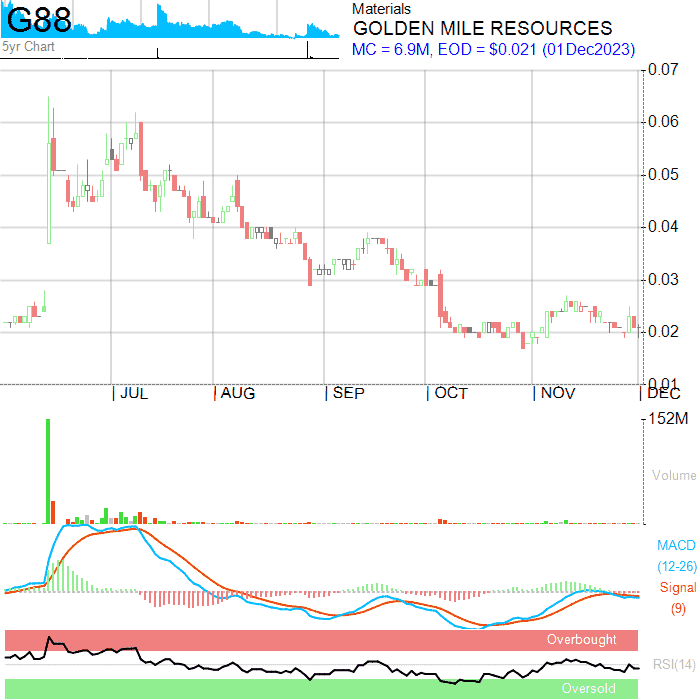 G88
5yr Chart
Materials
GOLDEN MILE RESOURCES
MC = 6.9M, EOD = $0.021 (01Dec2023)
0.07
0.06
0.05
0.04
0.03
0.02
0.01
JUL AUG SEP OCT NOV DEC
152M
Volume
MACD
(12-26)
Signal
(9)
Overbought
RSI(14)
Oversold